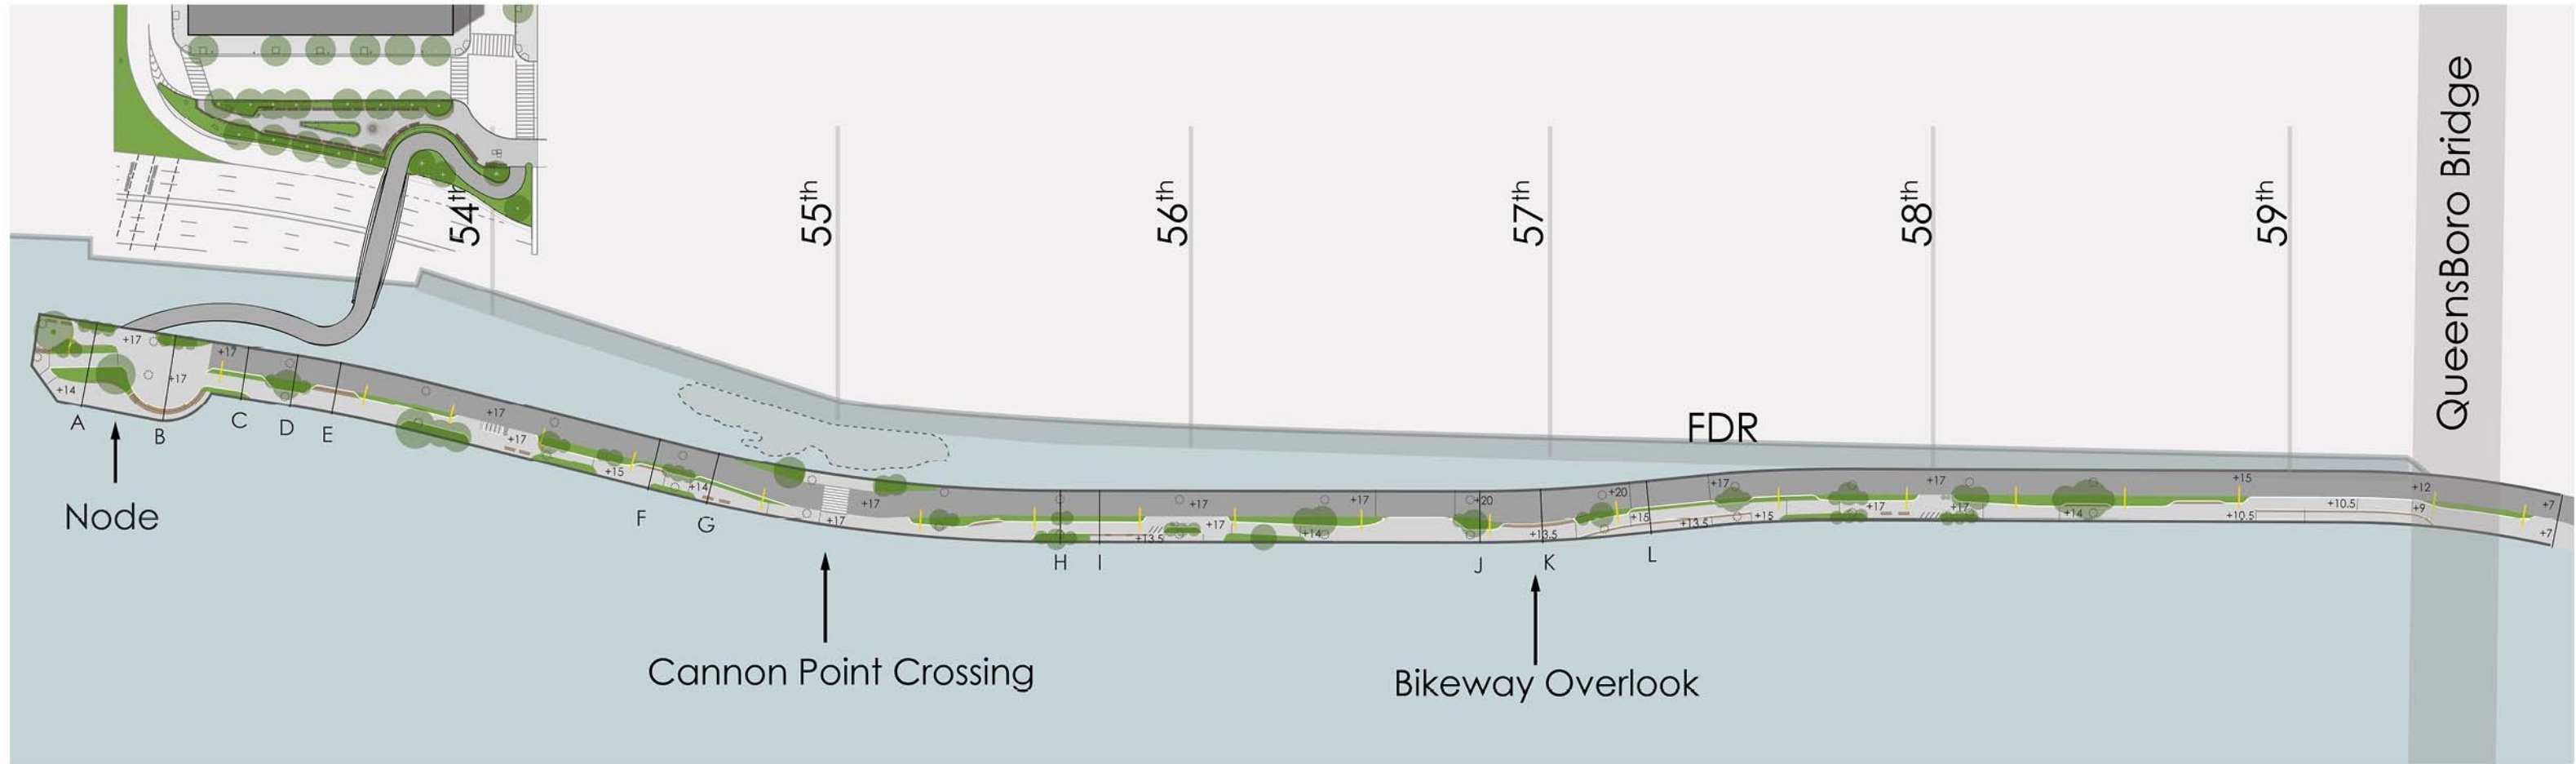 54th
55th
56th
57th
58th
59th
QueensBoro Bridge
FDR
+17
+17
+17
+14
+17
+17
+15
+14
+17
+17
+17
+13.5
+17
+17
+14
+20
+13.5
+20
+15
+17
+13.5
+15
+17
+17
+17
+14
+15
+10.5
+10.5
+12
+9
+7
+7
A
B
C
D
E
F
G
H
I
J
K
L
Node
Cannon Point Crossing
Bikeway Overlook